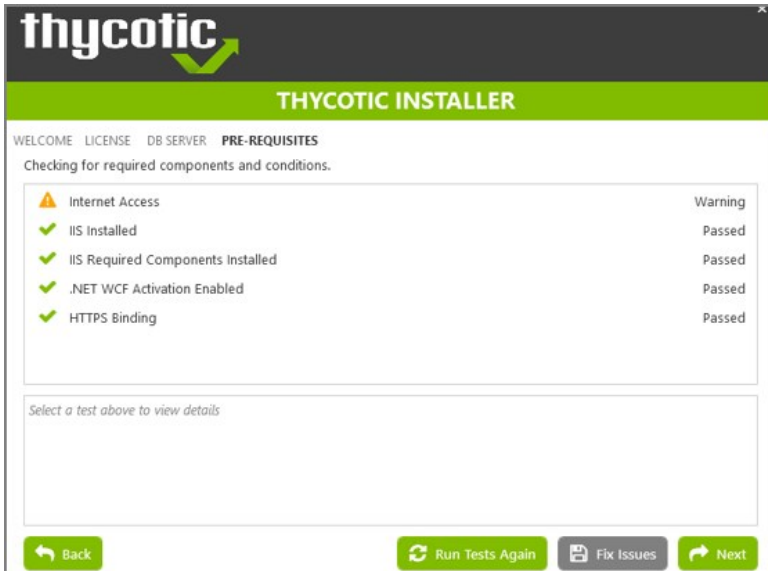 thycotic
THYCOTIC INSTALLER
WELCOME LICENSE DB SERVER PRE-REQUISITES
Checking for required components and conditions.
Internet Access Warning
IIS Installed Passed
IIS Required Components Installed Passed
.NET WCF Activation Enabled Passed
HTTPS Binding Passed
Select a test above to view details
Back Run Tests Again Fix Issues Next